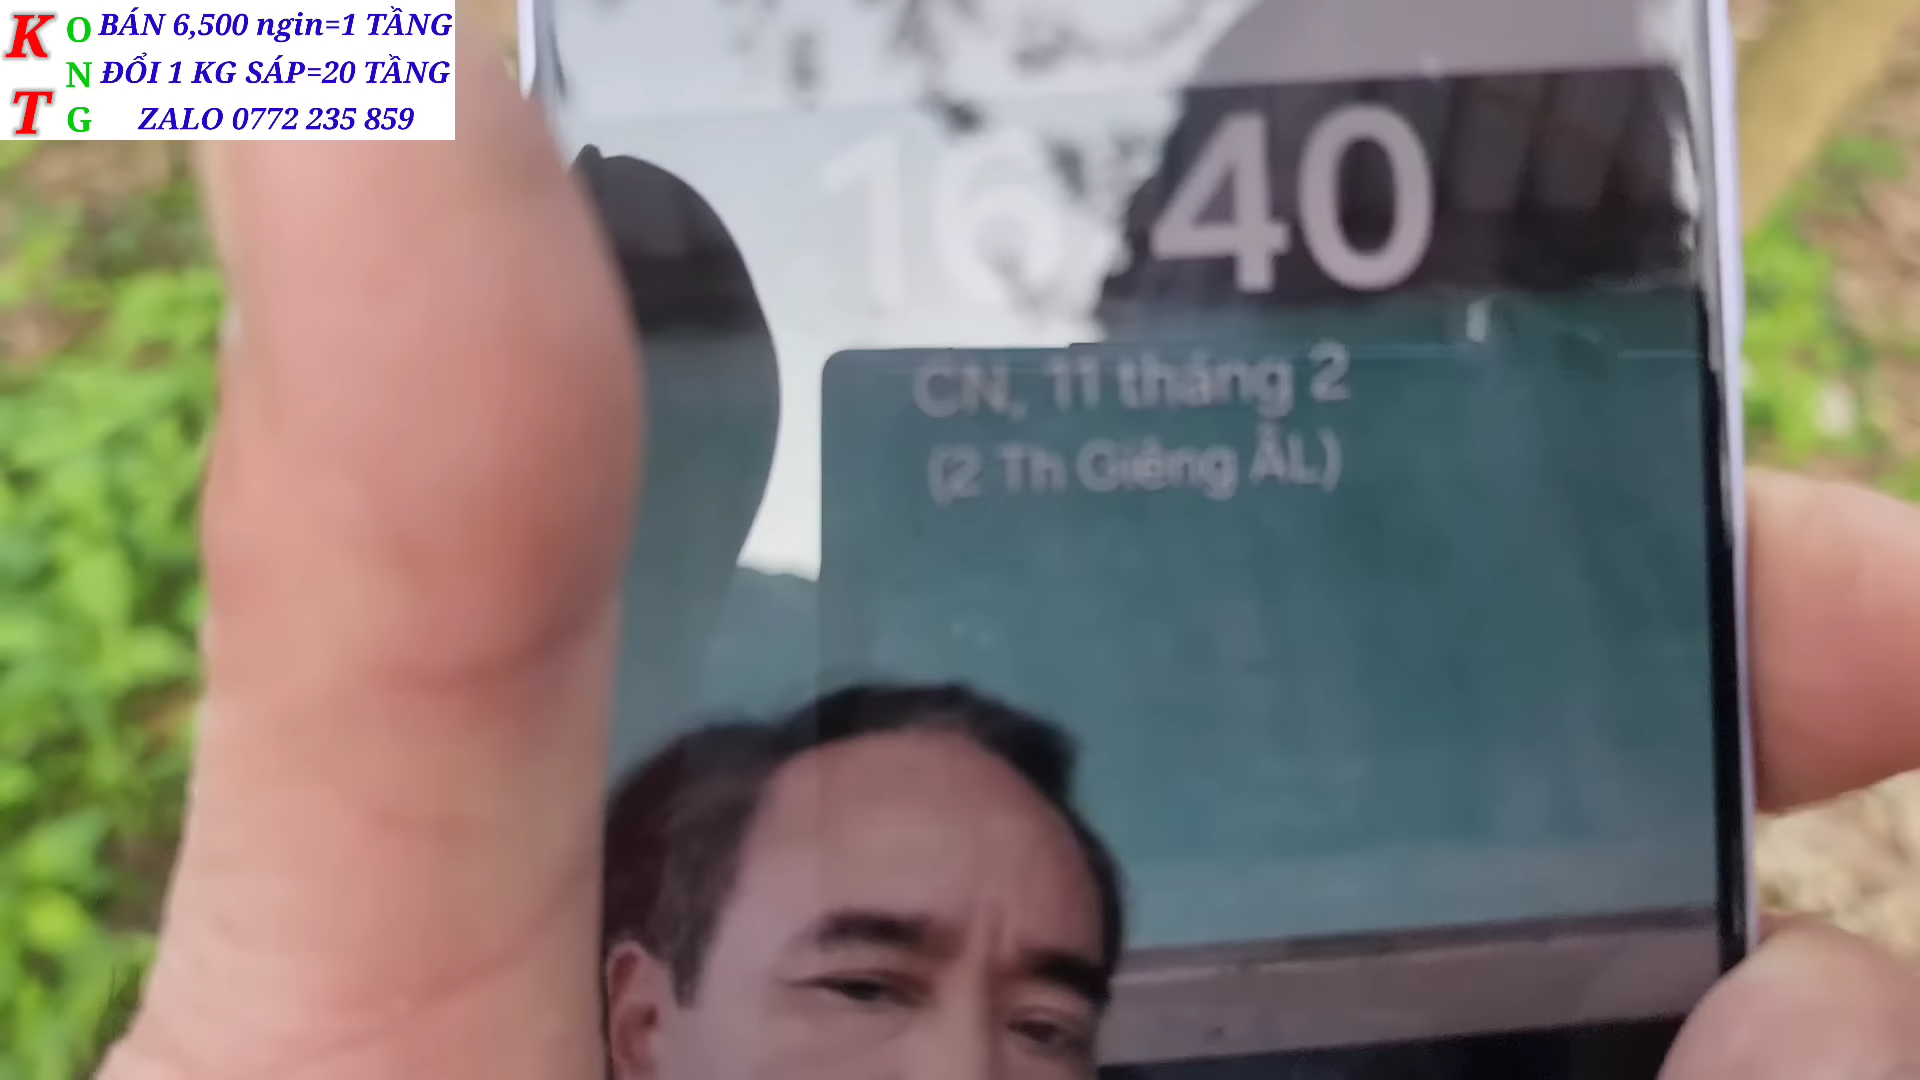 K ONG T
BÁN 6,500 ngin=1 TẦNG
ĐỔI 1 KG SÁP=20 TẦNG
ZALO 0772 235 859
16 40
CN, 11 tháng 2
(2 Th Giêng ÂL)